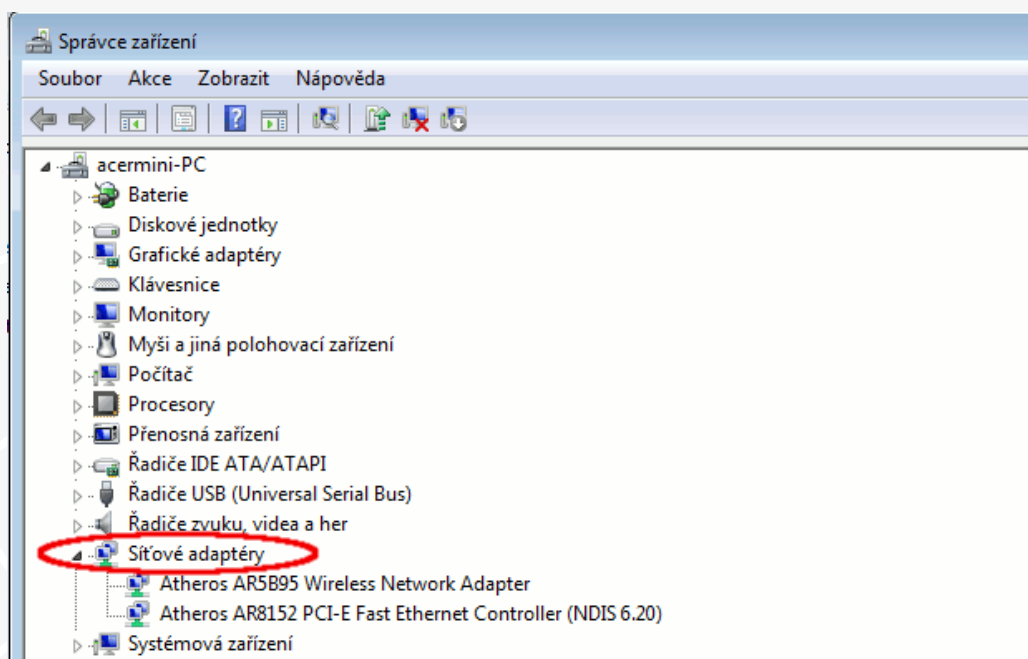 Správce zařízení
Soubor Akce Zobrazit Nápověda
acermini-PC
Baterie
Diskové jednotky
Grafické adaptéry
Klávesnice
Monitory
Myši a jiná polohovací zařízení
Počítač
Procesory
Přenosná zařízení
Řadiče IDE ATA/ATAPI
Řadiče USB (Universal Serial Bus)
Řadiče zvuku, videa a her
Síťové adaptéry
Atheros AR5B95 Wireless Network Adapter
Atheros AR8152 PCI-E Fast Ethernet Controller (NDIS 6.20)
Systémová zařízení